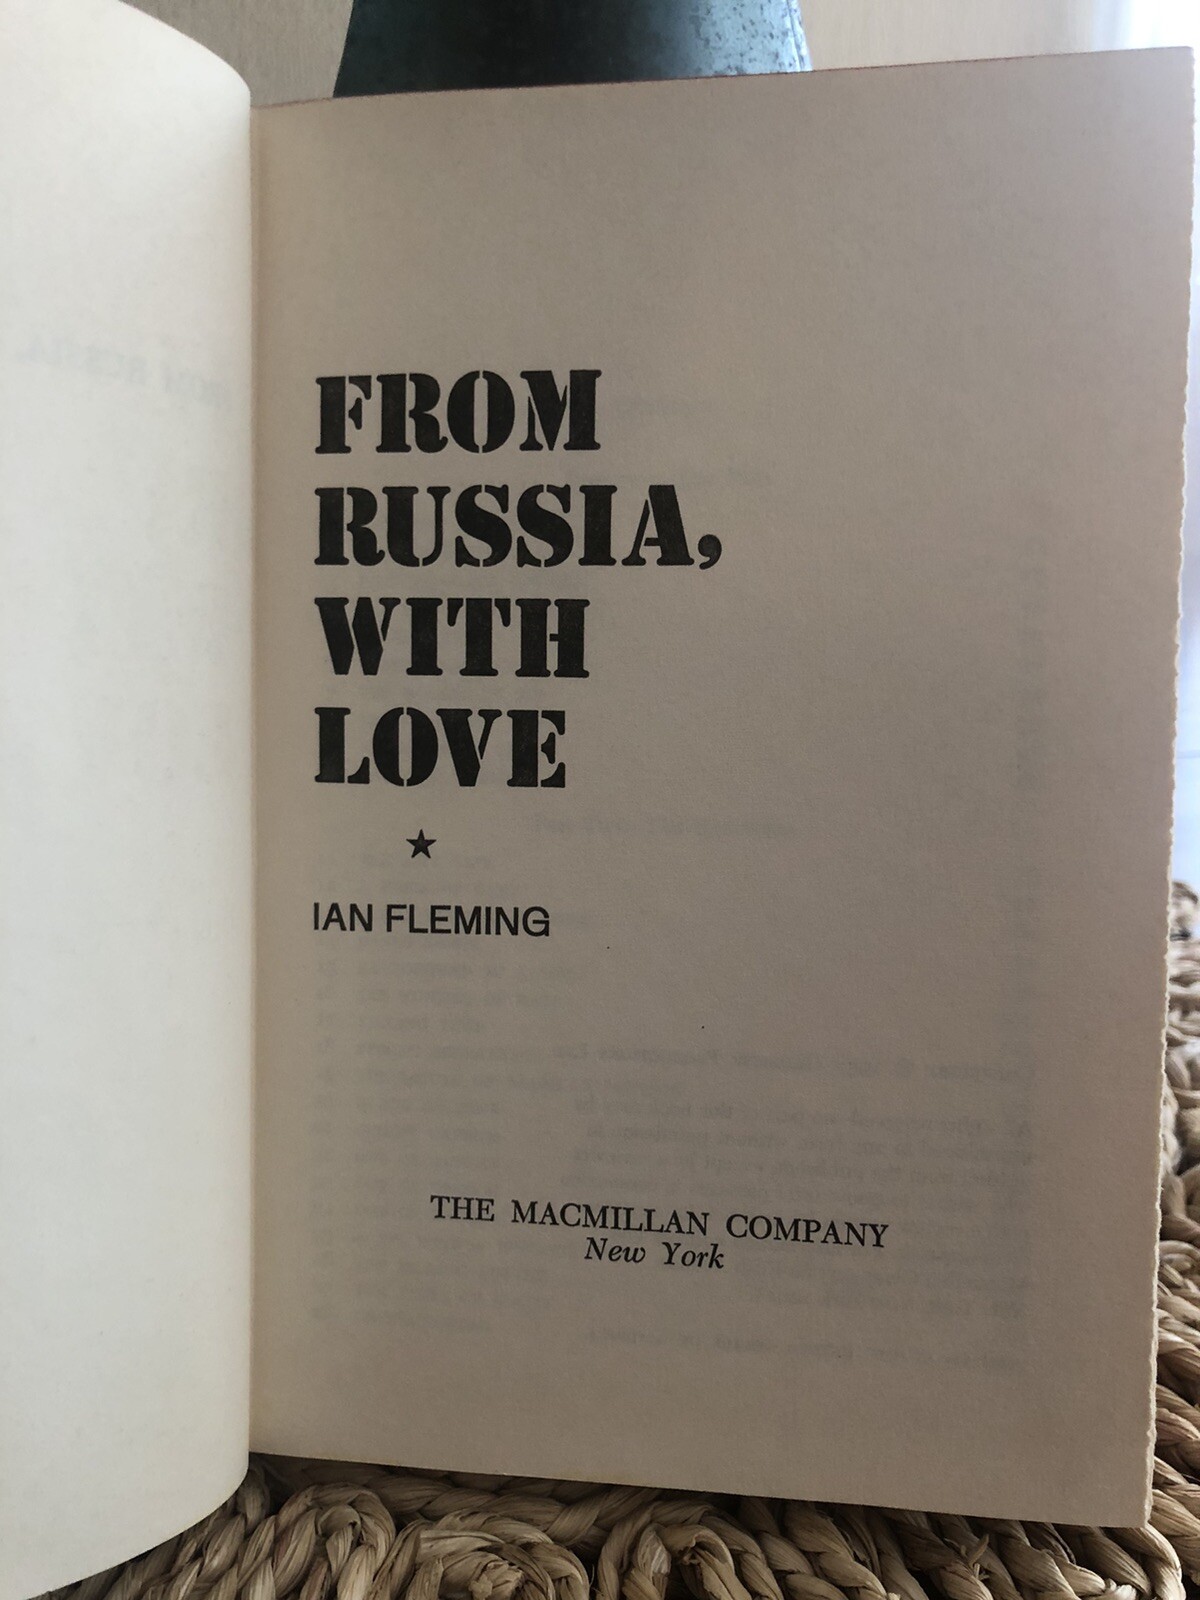 FROM
RUSSIA,
WITH
LOVE
★
IAN FLEMING
THE MACMILLAN COMPANY
New York